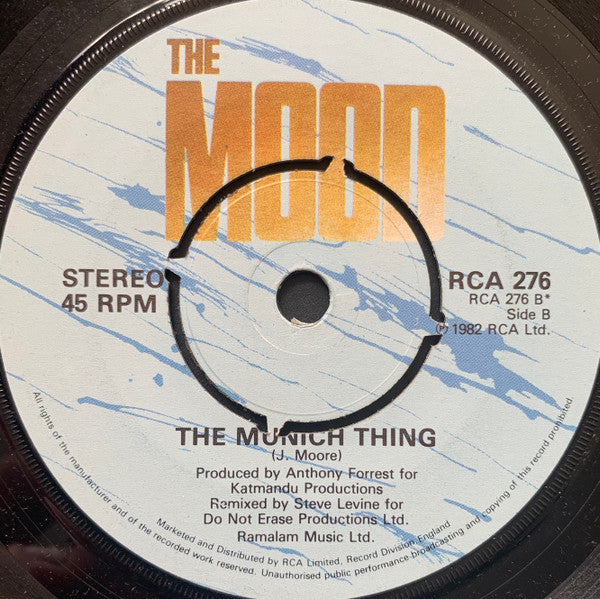 THE
MOOD
STEREO
45 RPM
RCA 276
RCA 276 B*
Side B
℗ 1982 RCA Ltd.
THE MUNICH THING
(J. Moore)
Produced by Anthony Forrest for
Katmandu Productions
Remixed by Steve Levine for
Do Not Erase Productions Ltd.
Ramalam Music Ltd.
Marketed and Distributed by RCA Limited, Record Division, England
All rights of the manufacturer and of the recorded work reserved. Unauthorised public performance, broadcasting and copying of this record prohibited.